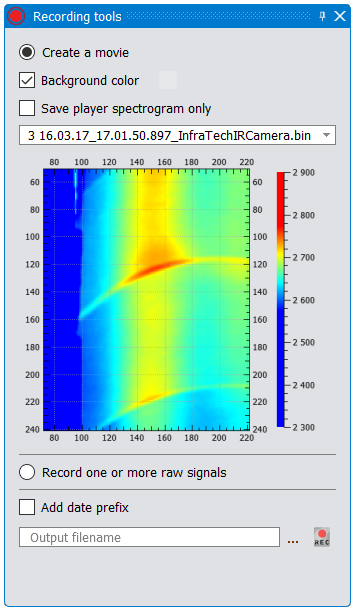 Recording tools
Create a movie
Background color
Save player spectrogram only
3 16.03.17_17.01.50.897_InfraTechIRCamera.bin
80 100 120 140 160 180 200 221
60 60 2 900
80 80
2 800
100 100
120 120 2 700
140 140
2 600
160 160
180 180 2 500
200 200
2 400
220 220
240 240 2 300
80 100 120 140 160 180 200 221
Record one or more raw signals
Add date prefix
Output filename ... REC